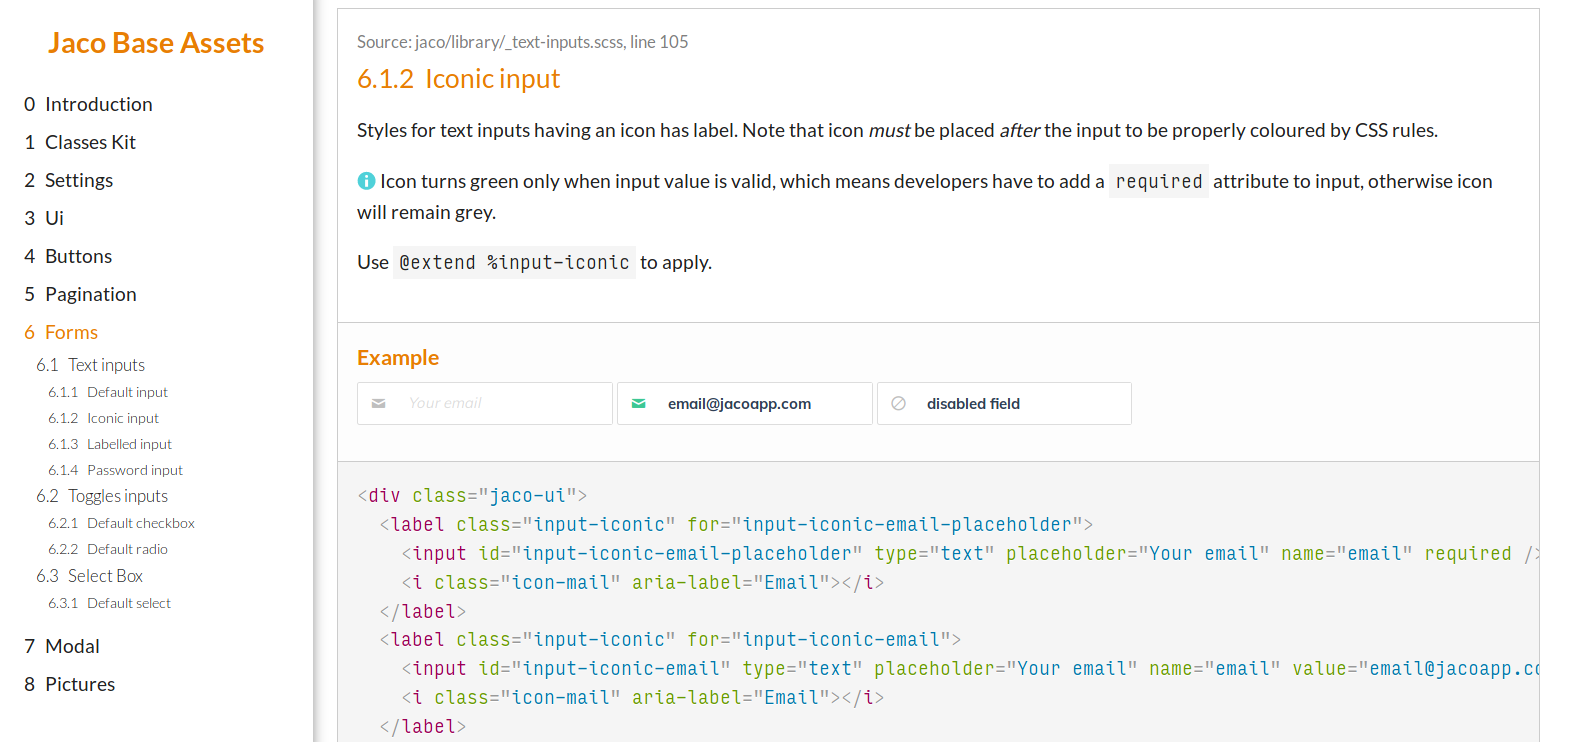 Jaco Base Assets
0 Introduction
1 Classes Kit
2 Settings
3 Ui
4 Buttons
5 Pagination
6 Forms
6.1 Text inputs
6.1.1 Default input
6.1.2 Iconic input
6.1.3 Labelled input
6.1.4 Password input
6.2 Toggles inputs
6.2.1 Default checkbox
6.2.2 Default radio
6.3 Select Box
6.3.1 Default select
7 Modal
8 Pictures
Source: jaco/library/_text-inputs.scss, line 105
6.1.2 Iconic input
Styles for text inputs having an icon has label. Note that icon must be placed after the input to be properly coloured by CSS rules.
Icon turns green only when input value is valid, which means developers have to add a required attribute to input, otherwise icon
will remain grey.
Use @extend %input-iconic to apply.
Example
Your email
email@jacoapp.com
disabled field
<div class="jaco-ui">
<label class="input-iconic" for="input-iconic-email-placeholder">
<input id="input-iconic-email-placeholder" type="text" placeholder="Your email" name="email" required />
<i class="icon-mail" aria-label="Email"></i>
</label>
<label class="input-iconic" for="input-iconic-email">
<input id="input-iconic-email" type="text" placeholder="Your email" name="email" value="email@jacoapp.co
<i class="icon-mail" aria-label="Email"></i>
</label>